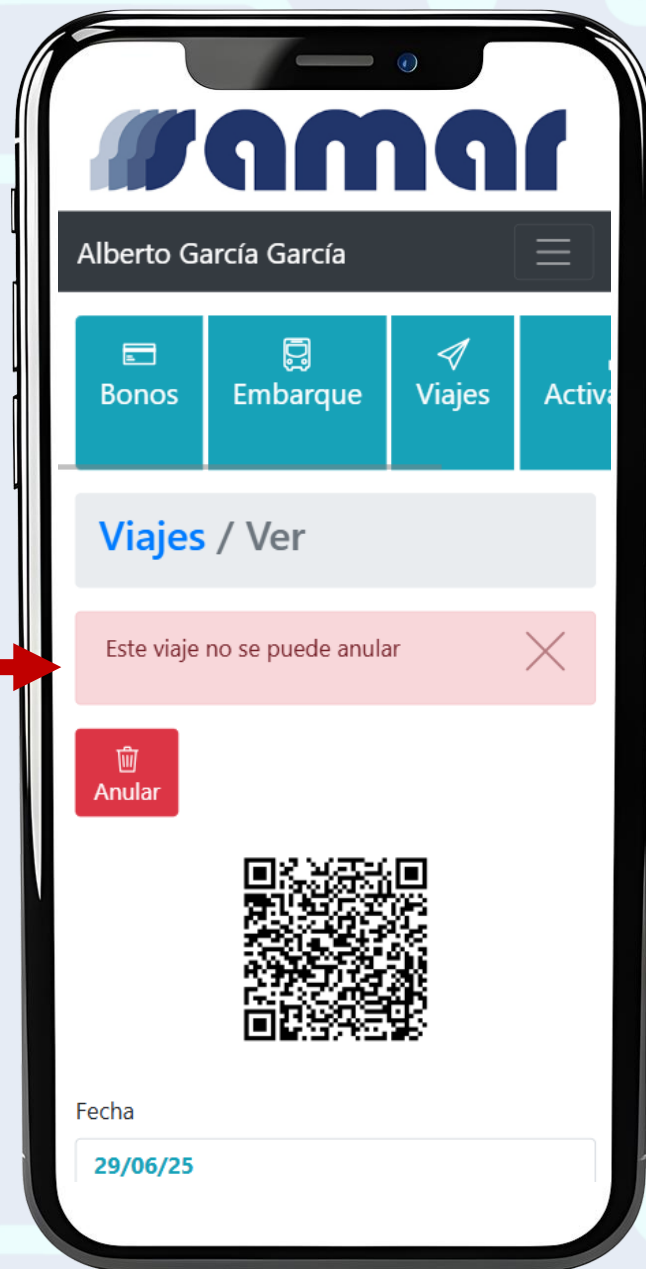 samar
Alberto García García
Bonos
Embarque
Viajes
Viajes / Ver
Este viaje no se puede anular
Anular
Fecha
29/06/25